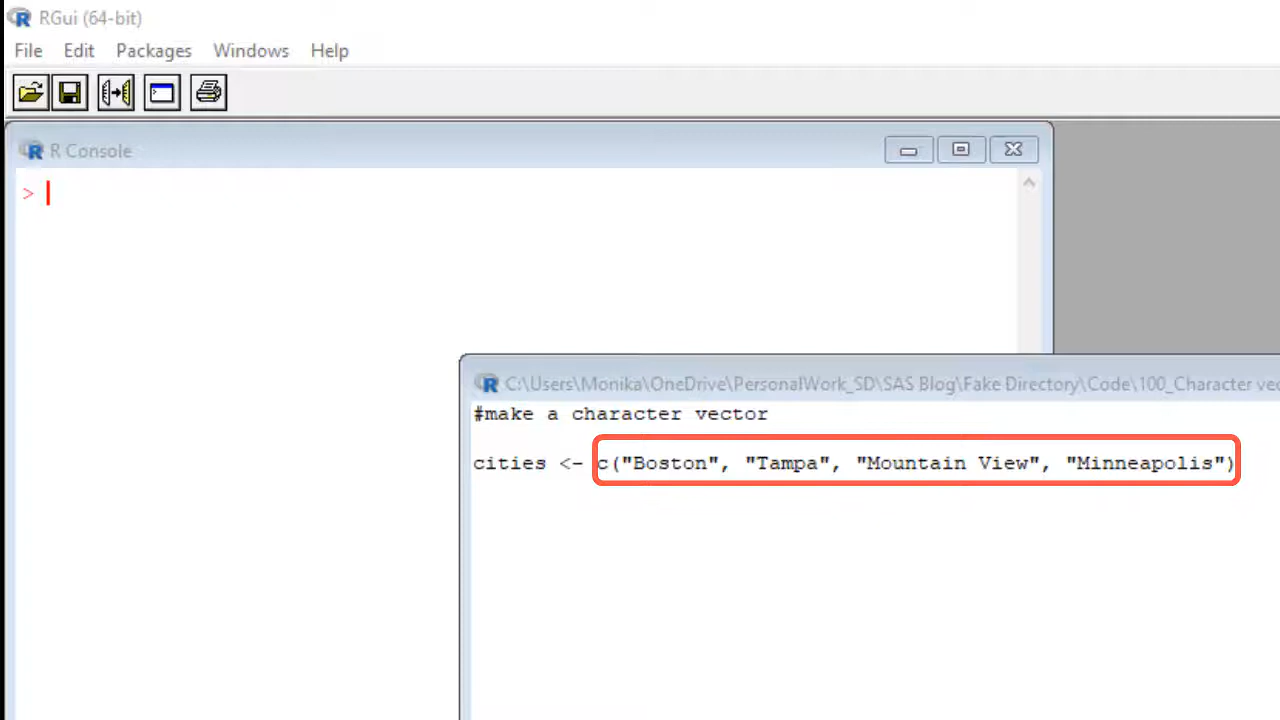 RGui (64-bit)
File Edit Packages Windows Help
R Console
>
C:\Users\Monika\OneDrive\PersonalWork_SD\SAS Blog\Fake Directory\Code\100_Character vec
#make a character vector
cities <- c("Boston", "Tampa", "Mountain View", "Minneapolis")